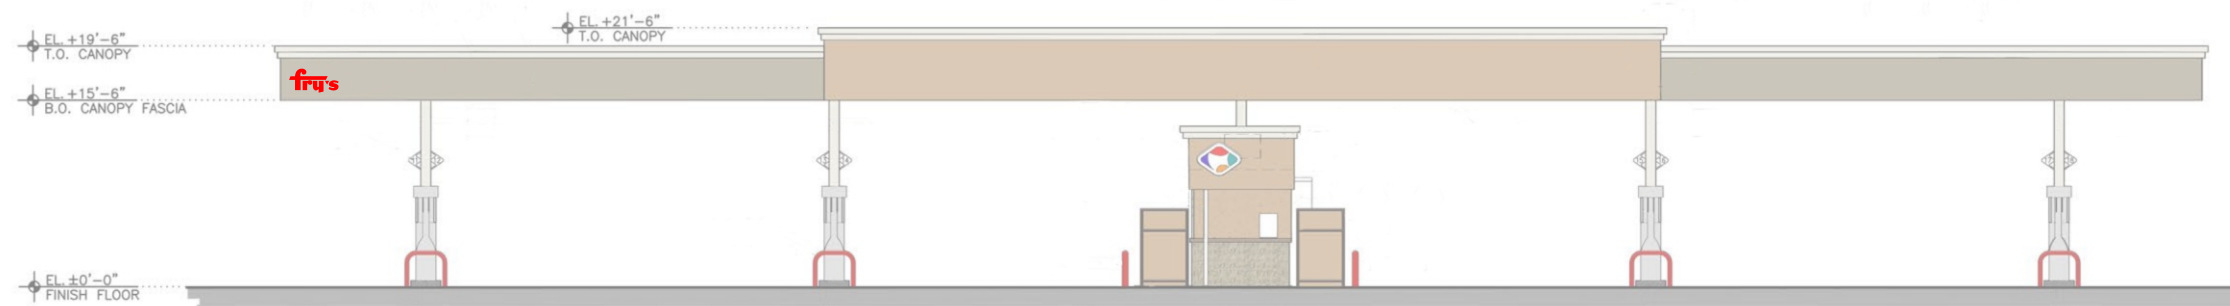 EL. +21'-6"
T.O. CANOPY
EL. +19'-6"
T.O. CANOPY
fry's
EL. +15'-6"
B.O. CANOPY FASCIA
EL. ±0'-0"
FINISH FLOOR